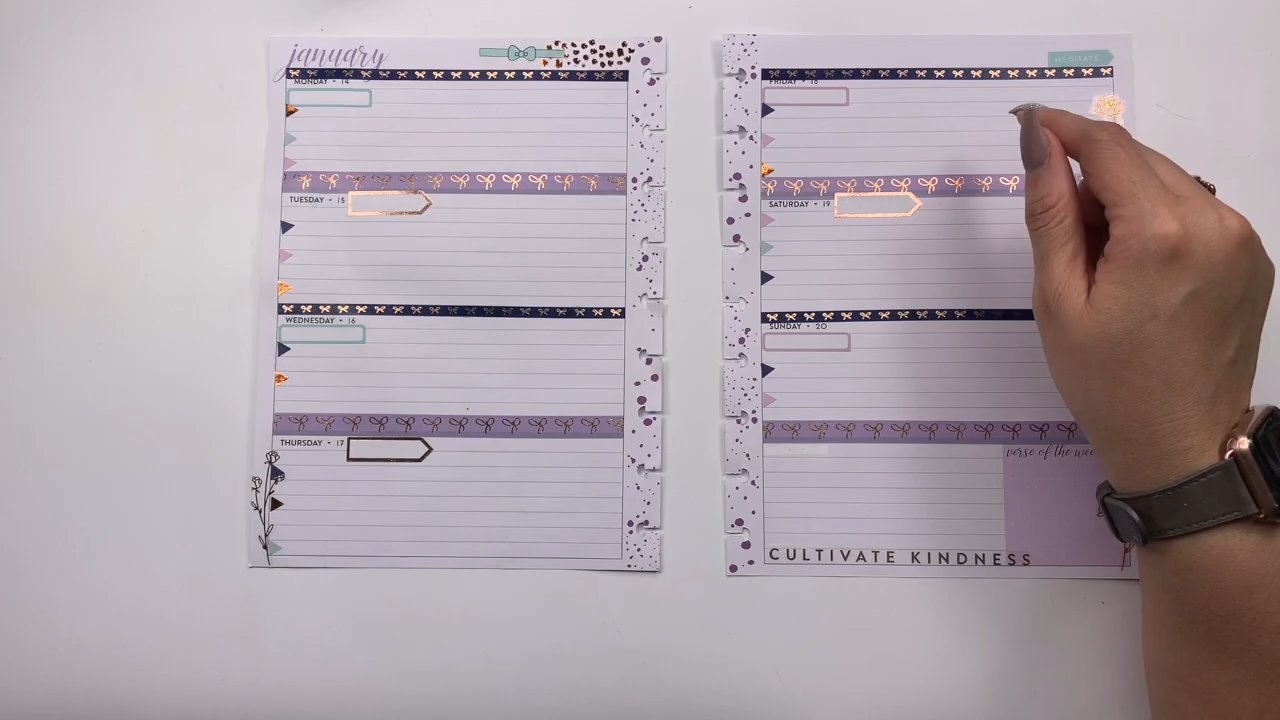 january
MONDAY • 14
TUESDAY • 15
WEDNESDAY • 16
THURSDAY • 17
MEDITATE
FRIDAY • 18
SATURDAY • 19
SUNDAY • 20
verse of the
CULTIVATE KINDNESS